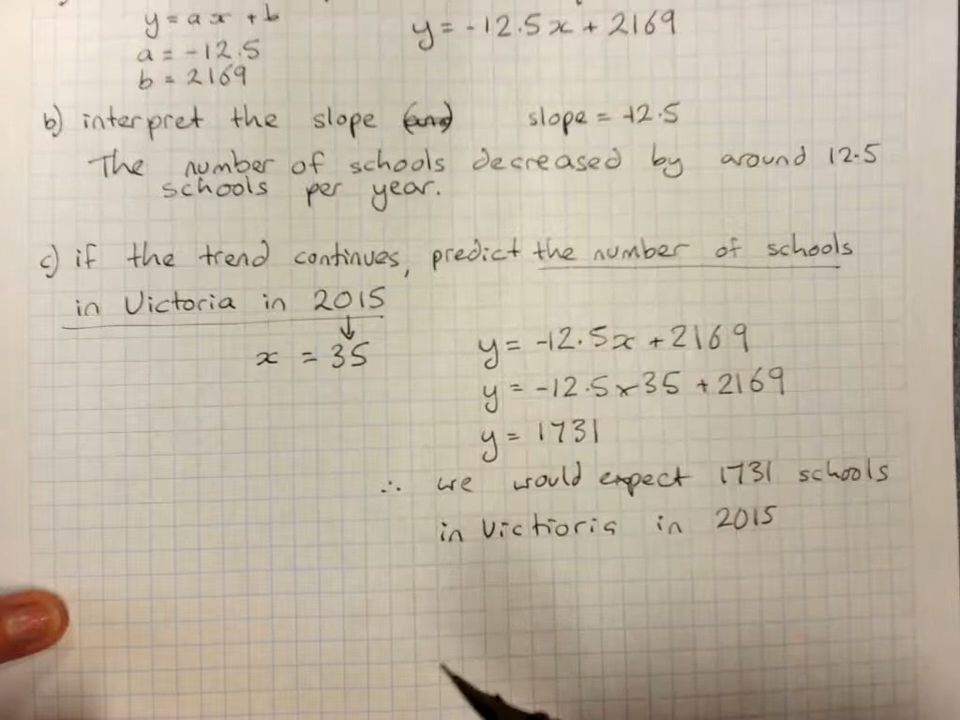 y = ax + b
y = -12.5x + 2169
a = -12.5
b = 2169
b) interpret the slope (and) slope = -12.5
The number of schools decreased by around 12.5
schools per year.
c) if the trend continues, predict the number of schools
in Victoria in 2015
↓
x = 35
y = -12.5x + 2169
y = -12.5 x 35 + 2169
y = 1731
∴ we would expect 1731 schools
in Victioria in 2015